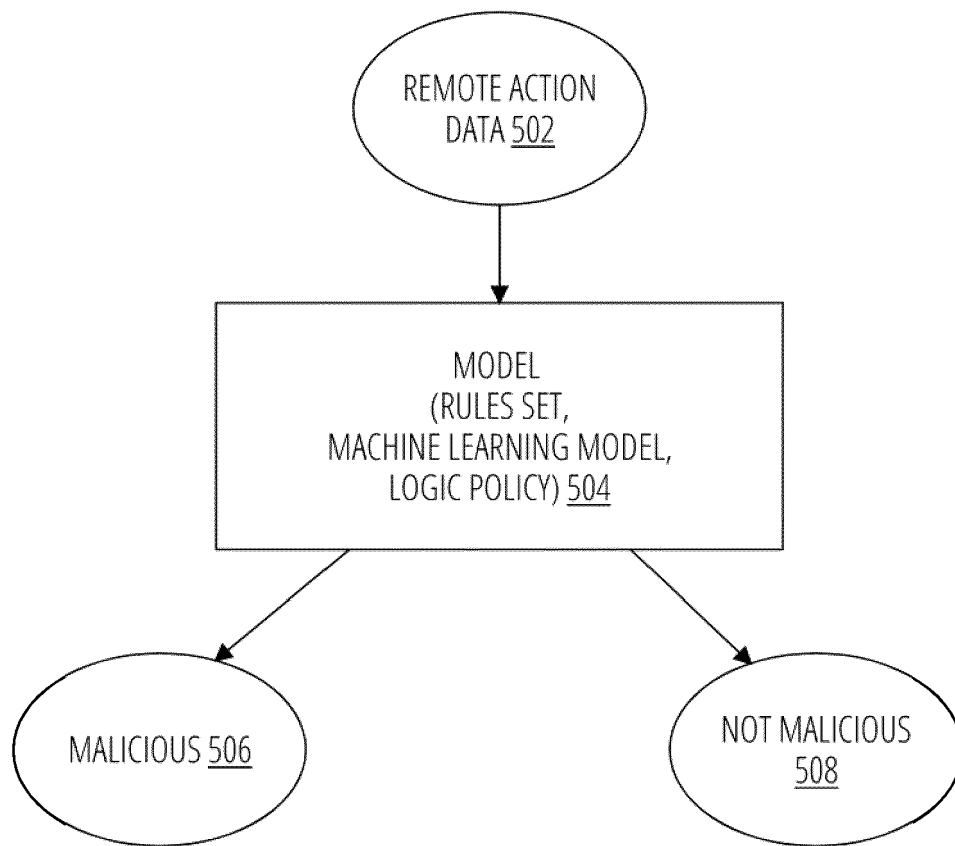 REMOTE ACTION
DATA 502
MODEL
(RULES SET,
MACHINE LEARNING MODEL,
LOGIC POLICY) 504
MALICIOUS 506
NOT MALICIOUS
508